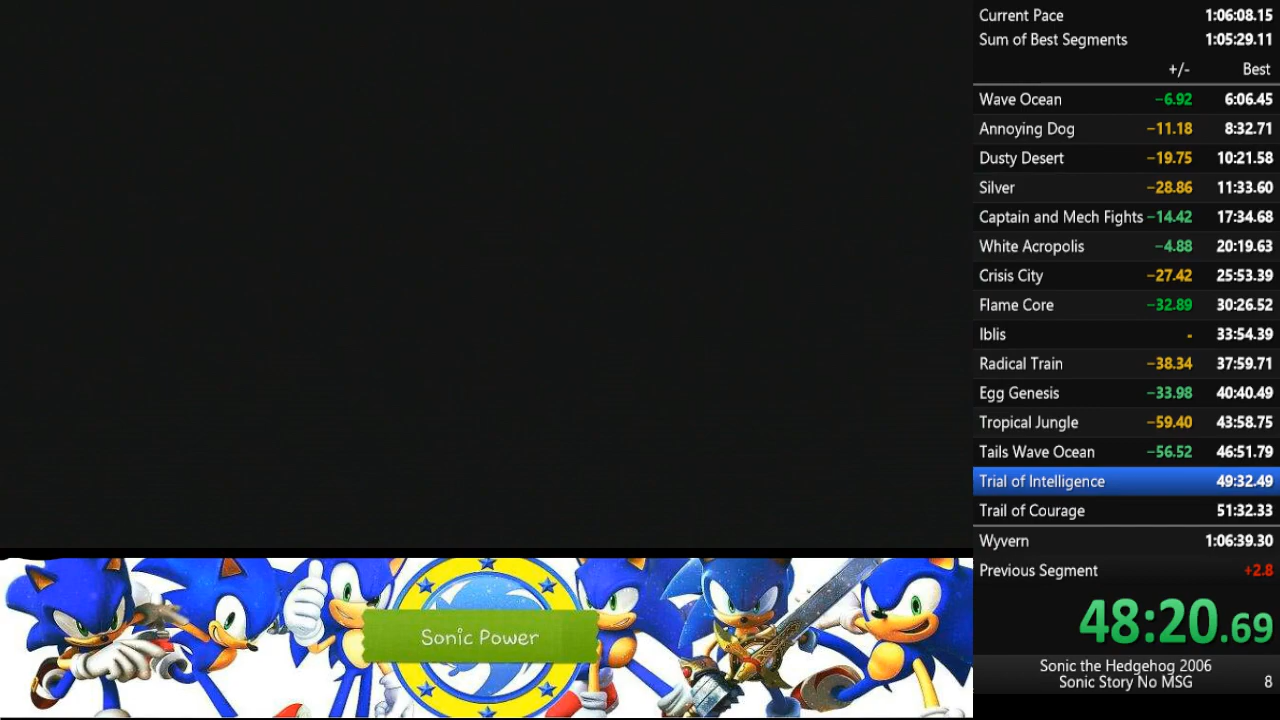 Current Pace 1:06:08.15
Sum of Best Segments 1:05:29.11
+/- Best
Wave Ocean −6.92 6:06.45
Annoying Dog −11.18 8:32.71
Dusty Desert −19.75 10:21.58
Silver −28.86 11:33.60
Captain and Mech Fights −14.42 17:34.68
White Acropolis −4.88 20:19.63
Crisis City −27.42 25:53.39
Flame Core −32.89 30:26.52
Iblis - 33:54.39
Radical Train −38.34 37:59.71
Egg Genesis −33.98 40:40.49
Tropical Jungle −59.40 43:58.75
Tails Wave Ocean −56.52 46:51.79
Trial of Intelligence 49:32.49
Trail of Courage 51:32.33
Wyvern 1:06:39.30
Previous Segment +2.8
48:20.69
Sonic the Hedgehog 2006
Sonic Story No MSG 8
Sonic Power